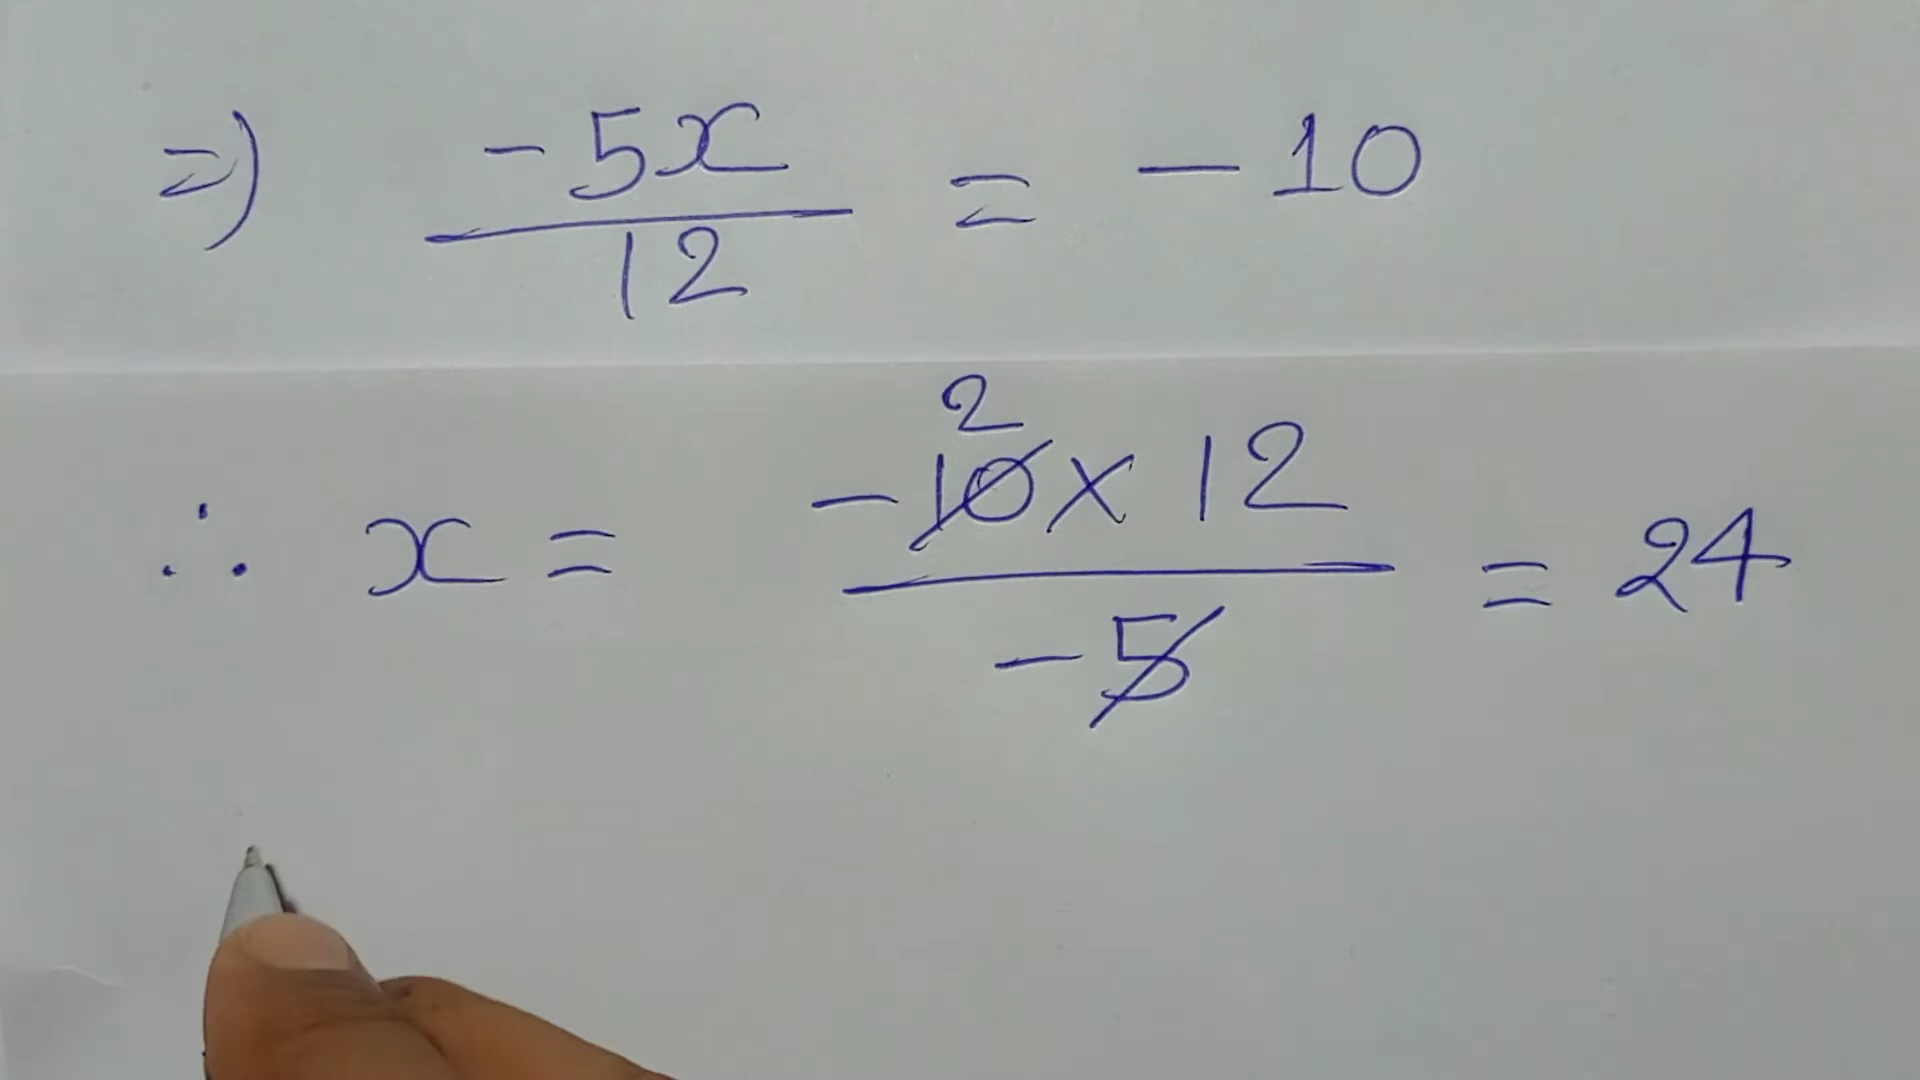 ⇒ -5x/12 = -10
∴ x = -10 2 × 12/-5 = 24